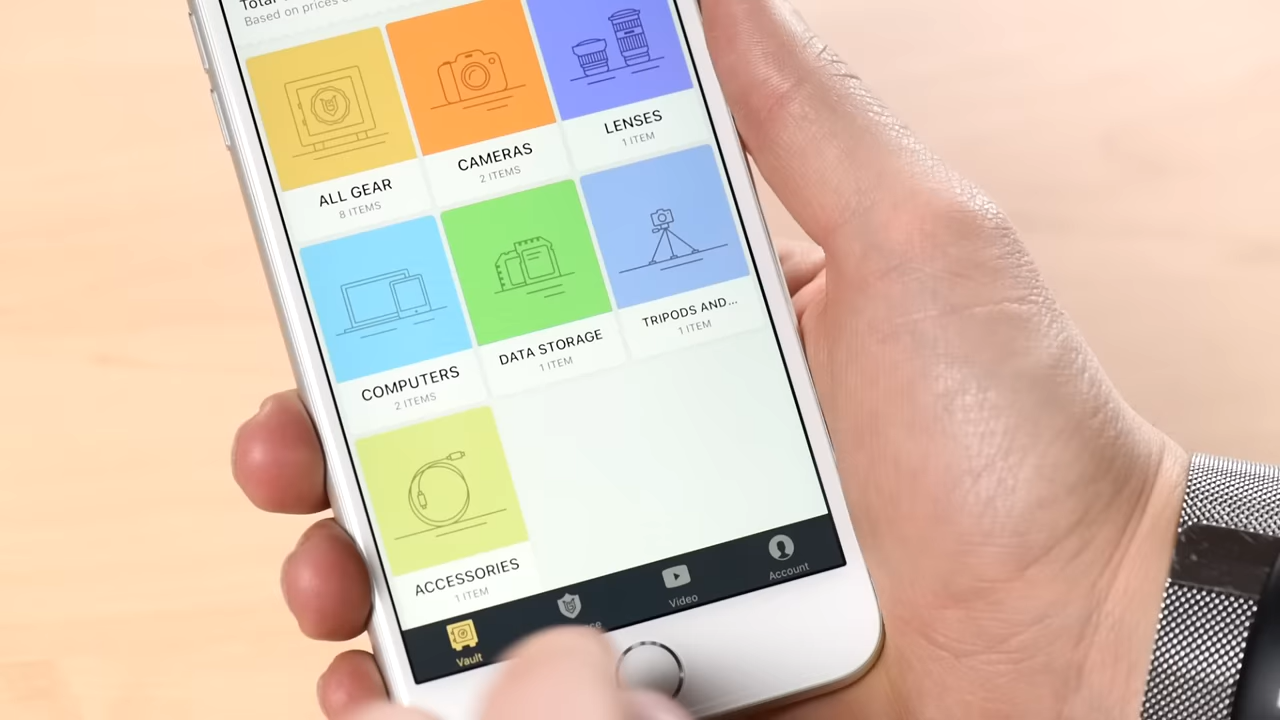 Total
Based on prices
ALL GEAR
8 ITEMS
CAMERAS
2 ITEMS
LENSES
1 ITEM
COMPUTERS
2 ITEMS
DATA STORAGE
1 ITEM
TRIPODS AND...
1 ITEM
ACCESSORIES
1 ITEM
Vault
Video
Account